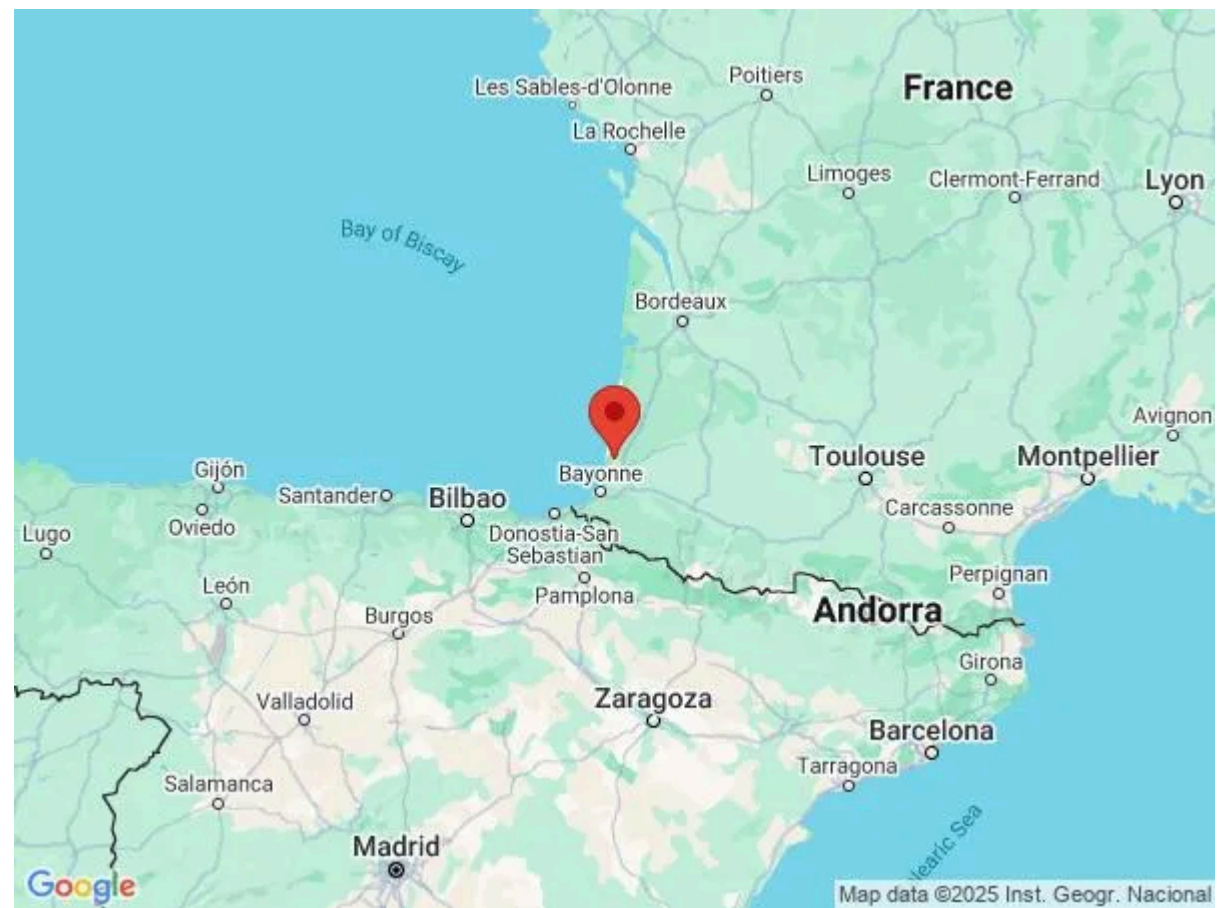 Poitiers
France
Les Sables-d'Olonne
La Rochelle
Limoges
Clermont-Ferrand
Lyon
Bay of Biscay
Bordeaux
Avignon
Toulouse
Montpellier
Gijón
Bayonne
Santander
Bilbao
Carcassonne
Lugo
Oviedo
Donostia-San
Sebastian
León
Pamplona
Perpignan
Burgos
Andorra
Girona
Valladolid
Zaragoza
Barcelona
Salamanca
Tarragona
Madrid
Sea
Google
Map data ©2025 Inst. Geogr. Nacional